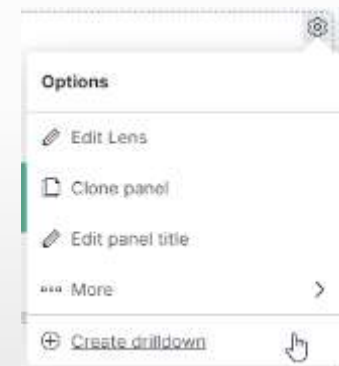 Options
Edit Lens
Clone panel
Edit panel title
More
Create drilldown